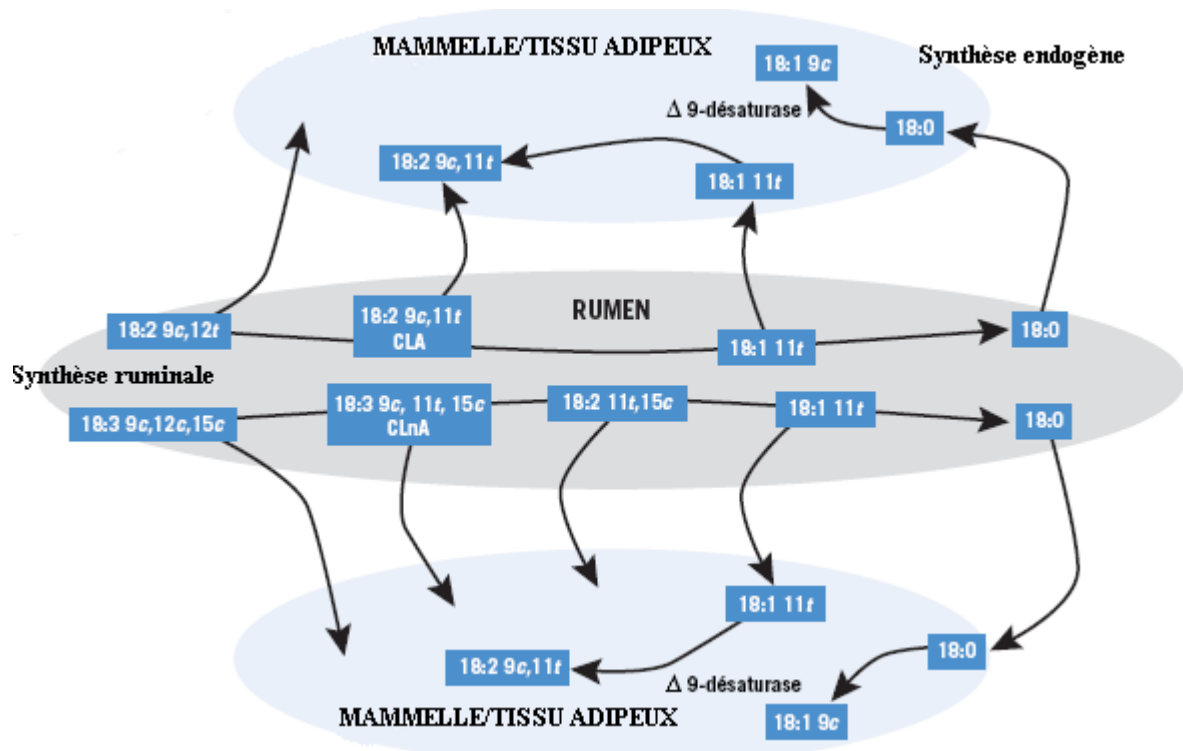 MAMMELLE/TISSU ADIPEUX
18:1 9c
Synthèse endogène
Δ 9-désaturase
18:0
18:2 9c,11t
18:1 11t
RUMEN
18:2 9c,12t
18:2 9c,11t
CLA
18:1 11t
18:0
Synthèse ruminale
18:3 9c,12c,15c
18:3 9c, 11t, 15c
CLnA
18:2 11t,15c
18:1 11t
18:0
18:1 11t
18:2 9c,11t
18:0
Δ 9-désaturase
MAMMELLE/TISSU ADIPEUX
18:1 9c